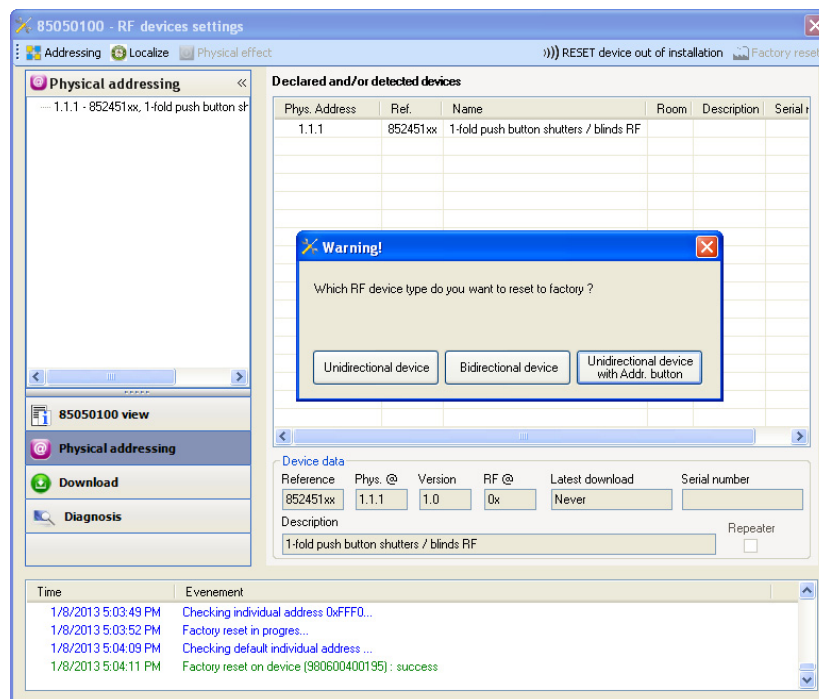 85050100 - RF devices settings
Addressing Localize Physical effect RESET device out of installation Factory reset
Physical addressing
1.1.1 - 852451xx, 1-fold push button sh
Declared and/or detected devices
Phys. Address Ref. Name Room Description Serial
1.1.1 852451xx 1-fold push button shutters / blinds RF
Warning!
Which RF device type do you want to reset to factory ?
Unidirectional device
Bidirectional device
Unidirectional device
with Addr. button
85050100 view
Physical addressing
Download
Diagnosis
Device data
Reference Phys. @ Version RF @ Latest download Serial number
852451xx 1.1.1 1.0 0x Never
Description
Repeater
1-fold push button shutters / blinds RF
Time Evenement
1/8/2013 5:03:49 PM Checking individual address 0xFFF0...
1/8/2013 5:03:52 PM Factory reset in progres...
1/8/2013 5:04:09 PM Checking default individual address ...
1/8/2013 5:04:11 PM Factory reset on device (980600400195) : success